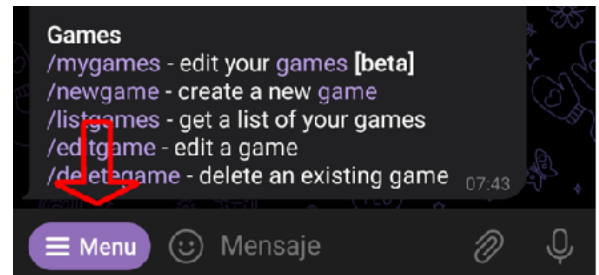 Games
/mygames - edit your games [beta]
/newgame - create a new game
/listgames - get a list of your games
/editgame - edit a game
/deletegame - delete an existing game 07:43
Menu Mensaje